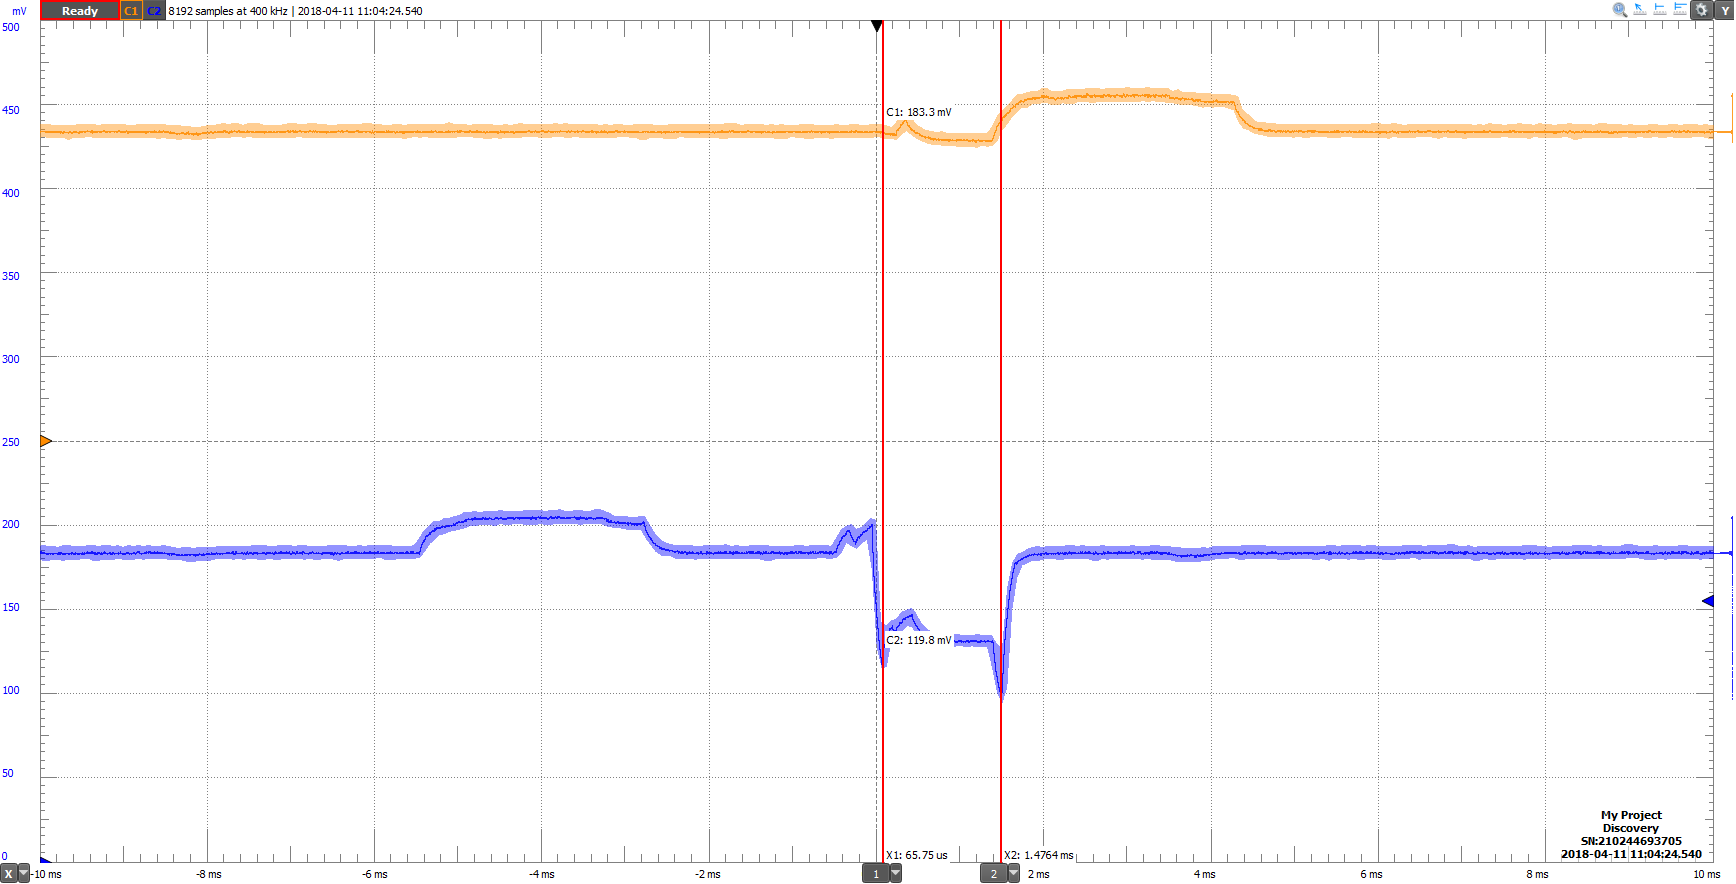 mV Ready C1 C2 8192 samples at 400 kHz | 2018-04-11 11:04:24.540 Y
500
450
C1: 183.3 mV
400
350
300
250
200
150
C2: 119.8 mV
100
50
My Project
Discovery
SN:210244693705
2018-04-11 11:04:24.540
0
X1: 65.75 us X2: 1.4764 ms
X -10 ms -8 ms -6 ms -4 ms -2 ms 1 2 2 ms 4 ms 6 ms 8 ms 10 ms